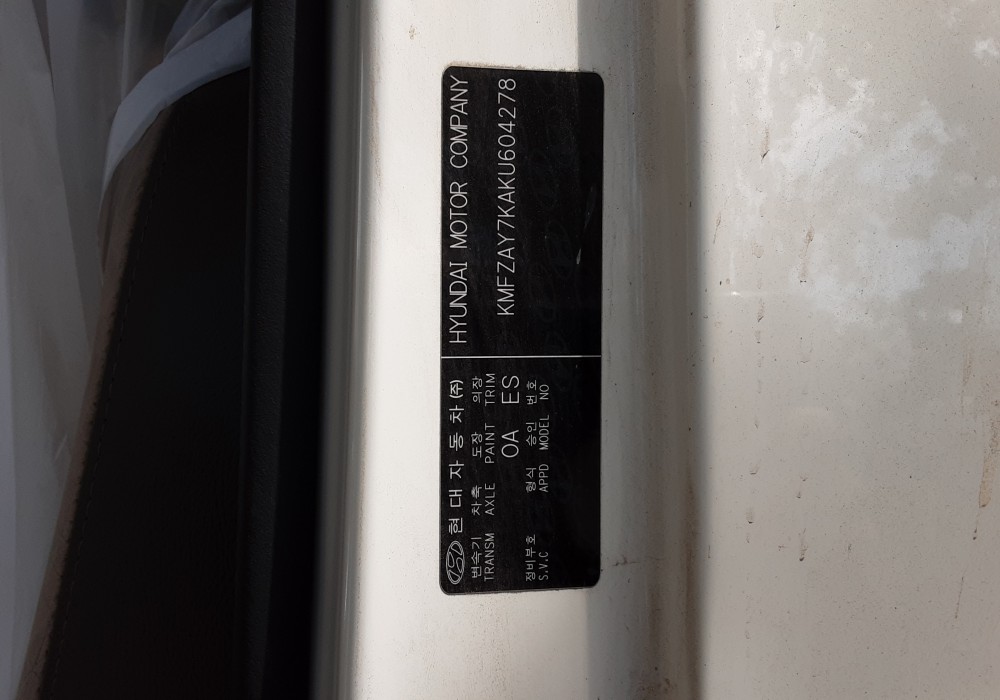 현대자동차(주) HYUNDAI MOTOR COMPANY
변속기 차축 도장 의장
TRANSM AXLE PAINT TRIM
OA ES KMFZAY7KAKU604278
정비부호 형식 승인 번호
S,V,C APPD MODEL NO